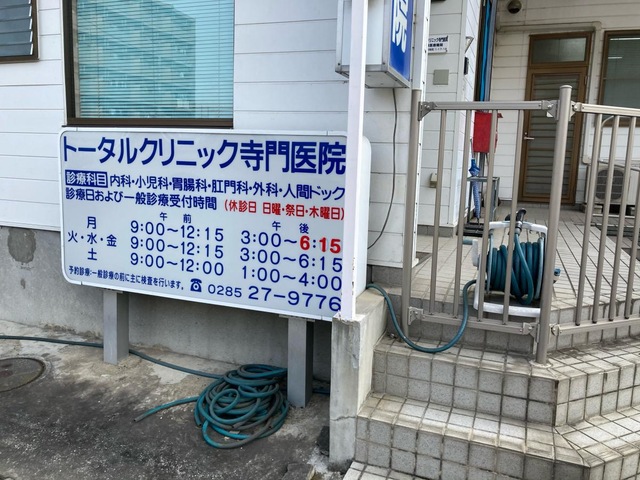 トータルクリニック寺門医院
診療科目 内科・小児科・胃腸科・肛門科・外科・人間ドック
診療日および一般診療受付時間 (休診日 日曜・祭日・木曜日)
午前 午後
月 9:00~12:15 3:00~6:15
火・水・金 9:00~12:15 3:00~6:15
土 9:00~12:00 1:00~4:00
予約診療:一般診療の前に主に検査を行います。 ☎ 0285 27-9776